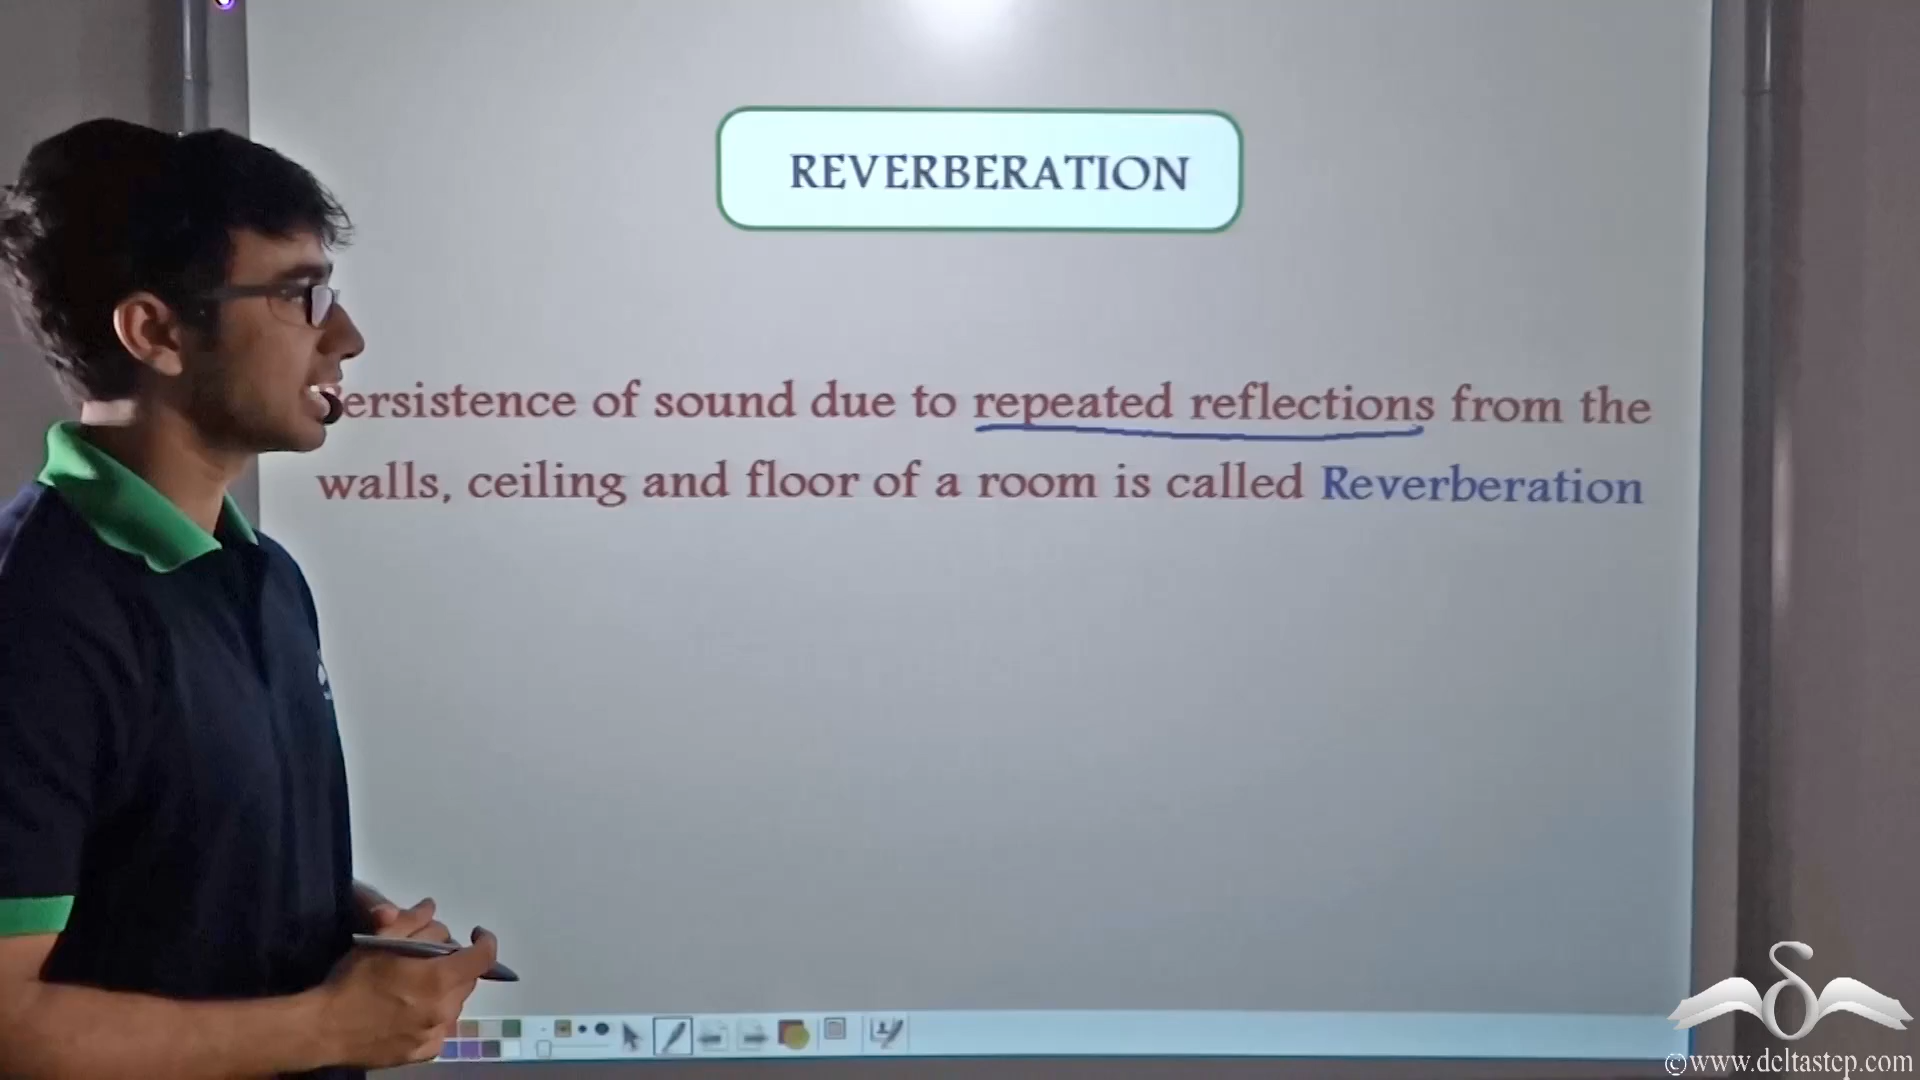 REVERBERATION
Persistence of sound due to repeated reflections from the
walls, ceiling and floor of a room is called Reverberation
©www.deltastep.com